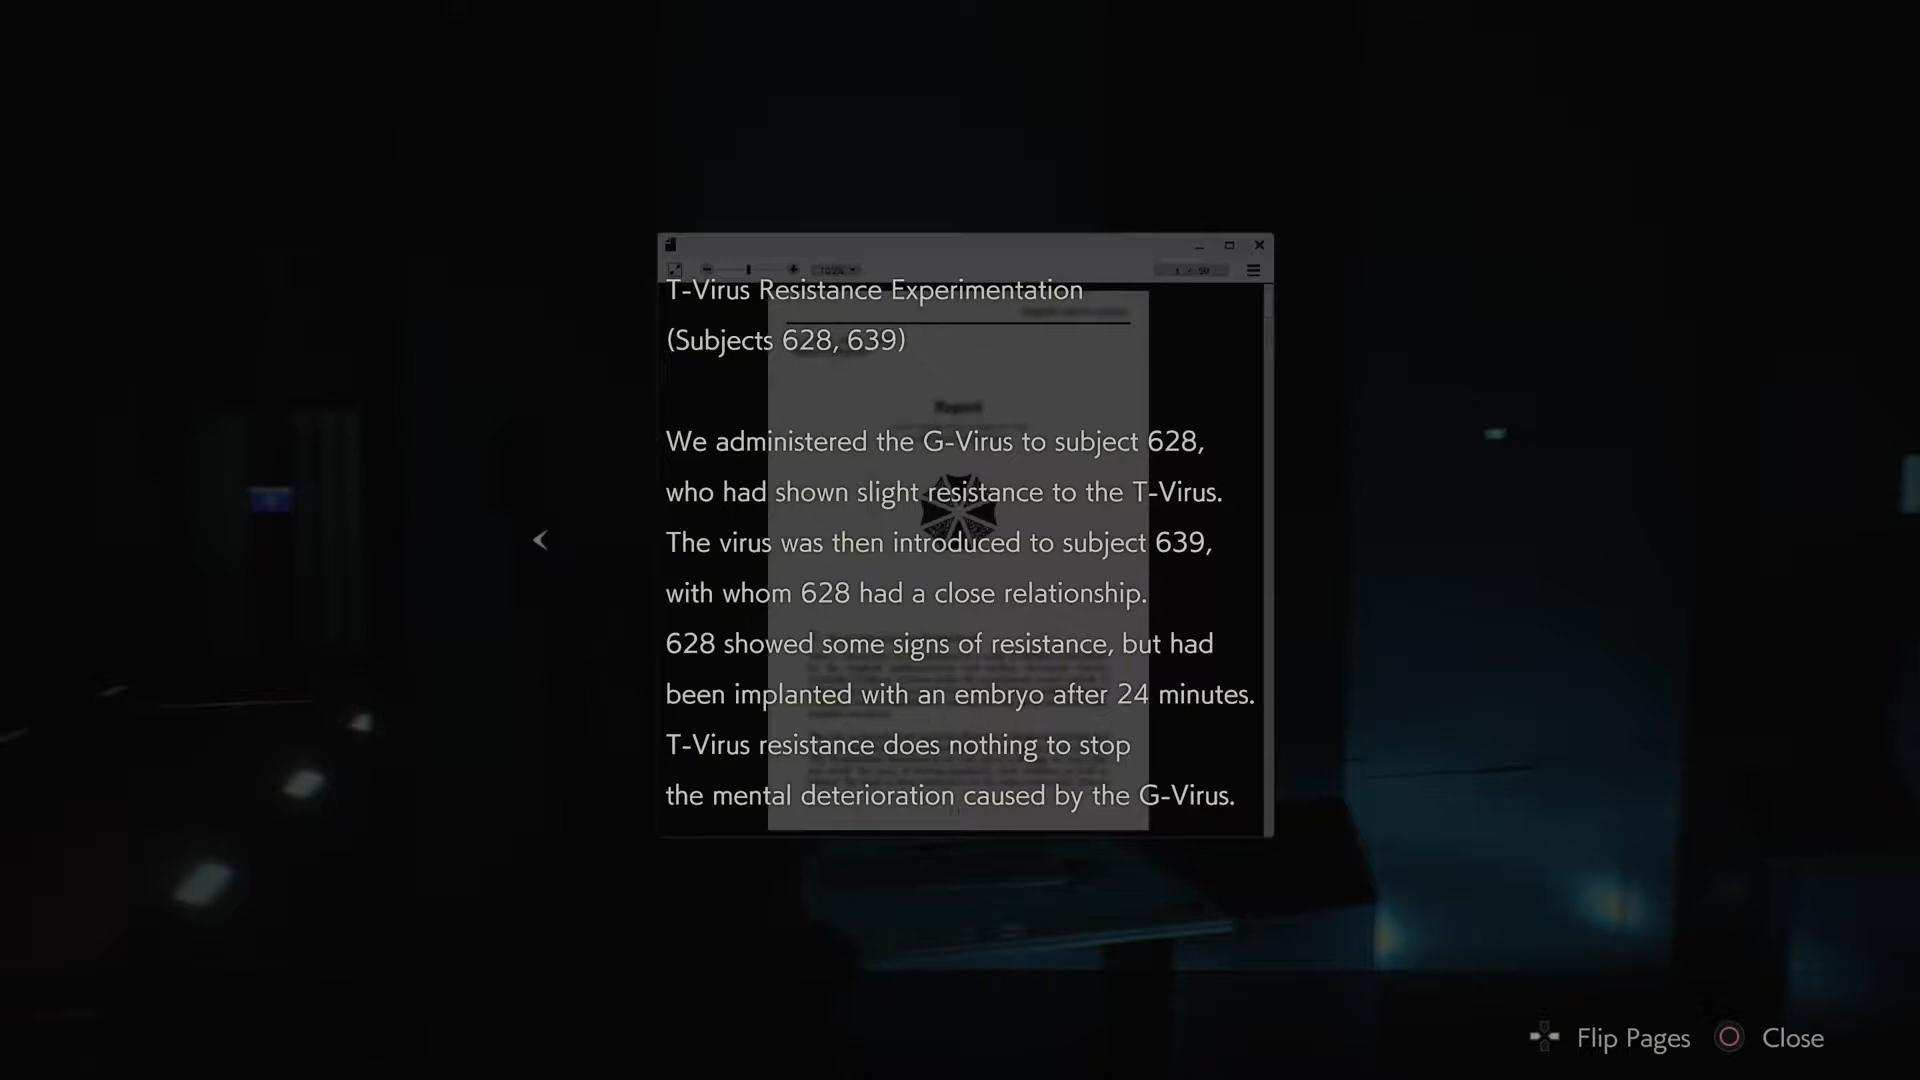 T-Virus Resistance Experimentation
(Subjects 628, 639)
We administered the G-Virus to subject 628,
who had shown slight resistance to the T-Virus.
The virus was then introduced to subject 639,
with whom 628 had a close relationship.
628 showed some signs of resistance, but had
been implanted with an embryo after 24 minutes.
T-Virus resistance does nothing to stop
the mental deterioration caused by the G-Virus.
Flip Pages Close